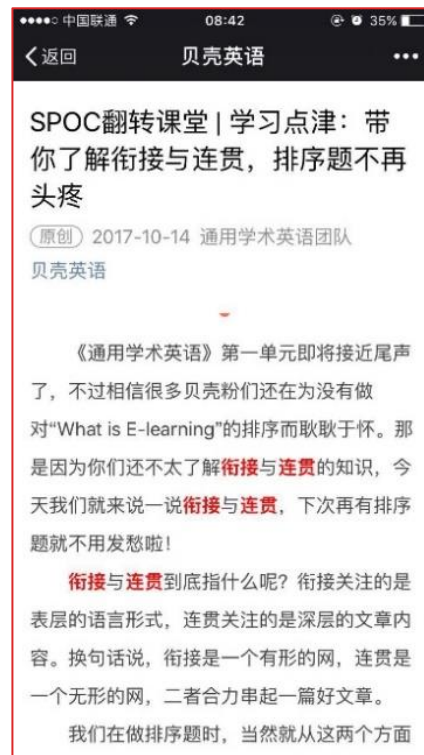 中国联通 08:42 35%
返回 贝壳英语
SPOC翻转课堂 | 学习点津：带
你了解衔接与连贯，排序题不再
头疼
原创 2017-10-14 通用学术英语团队
贝壳英语
《通用学术英语》第一单元即将接近尾声
了，不过相信很多贝壳粉们还在为没有做
对“What is E-learning”的排序而耿耿于怀。那
是因为你们还不太了解衔接与连贯的知识，今
天我们就来说一说衔接与连贯，下次再有排序
题就不用发愁啦！
衔接与连贯到底指什么呢？衔接关注的是
表层的语言形式，连贯关注的是深层的文章内
容。换句话说，衔接是一个有形的网，连贯是
一个无形的网，二者合力串起一篇好文章。
我们在做排序题时，当然就从这两个方面